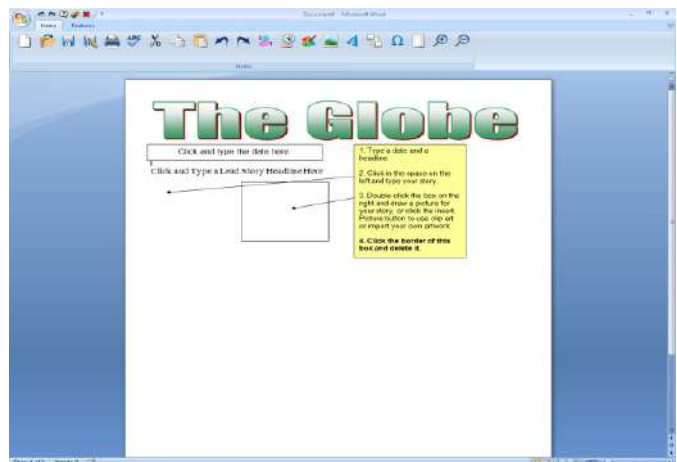 Document1 - Microsoft Word
Home Features
Home
The Globe
Click and type the date here
Click and Type a Lead Story Headline Here
1. Type a date and a
headline
2. Click in the space on the
left and type your story.
3. Double-click the box on the
right and draw a picture for
your story, or click the Insert
Picture button to use clip art
or import your own artwork
4. Click the border of this
box and delete it.